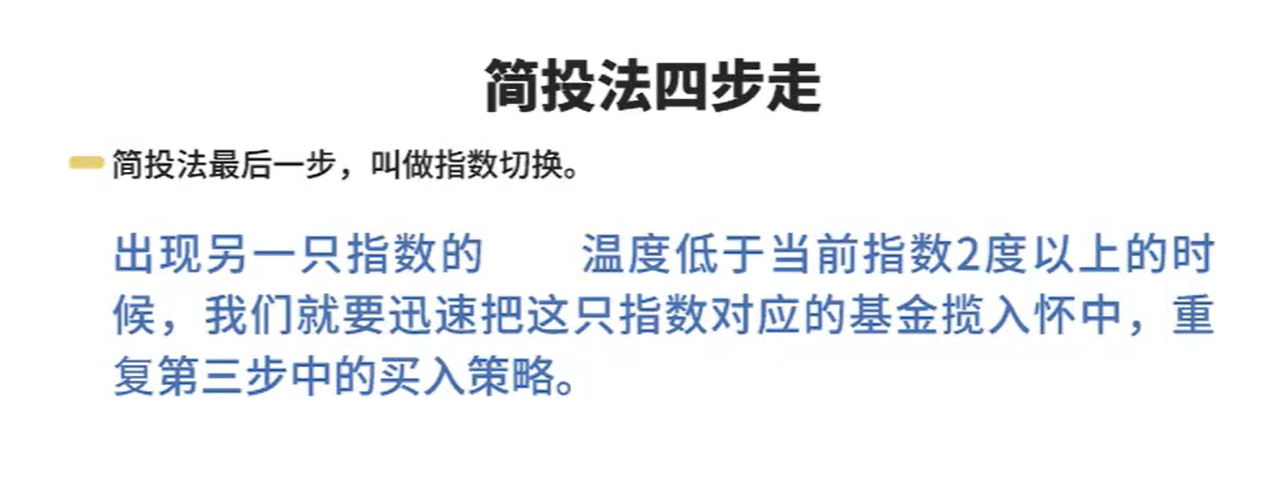 简投法四步走
简投法最后一步，叫做指数切换。
出现另一只指数的 温度低于当前指数2度以上的时
候，我们就要迅速把这只指数对应的基金揽入怀中，重
复第三步中的买入策略。